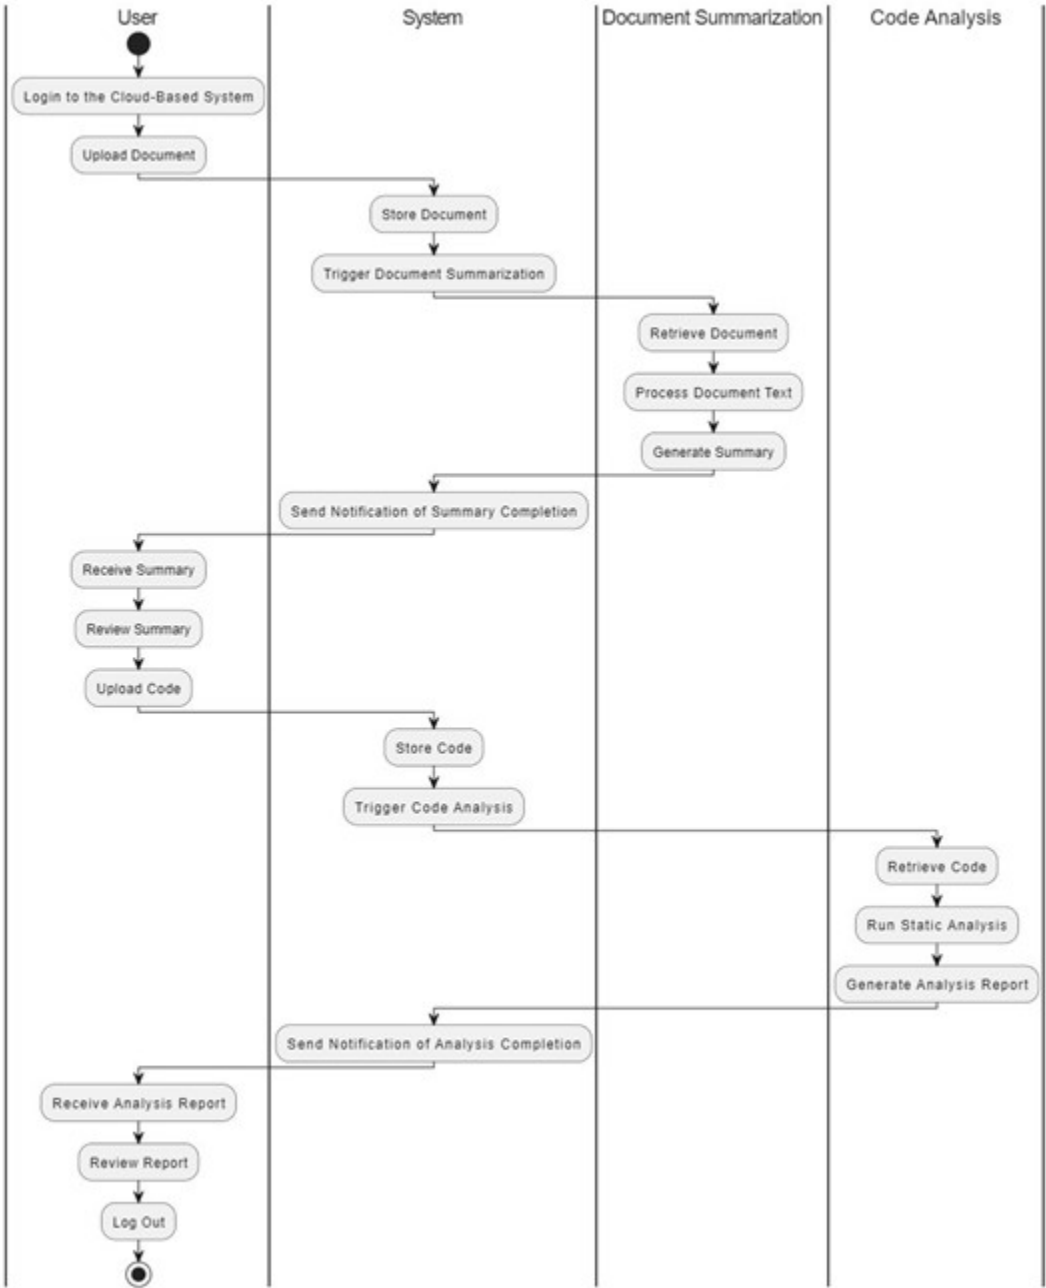 User
System
Document Summarization
Code Analysis
Login to the Cloud-Based System
Upload Document
Store Document
Trigger Document Summarization
Retrieve Document
Process Document Text
Generate Summary
Send Notification of Summary Completion
Receive Summary
Review Summary
Upload Code
Store Code
Trigger Code Analysis
Retrieve Code
Run Static Analysis
Generate Analysis Report
Send Notification of Analysis Completion
Receive Analysis Report
Review Report
Log Out